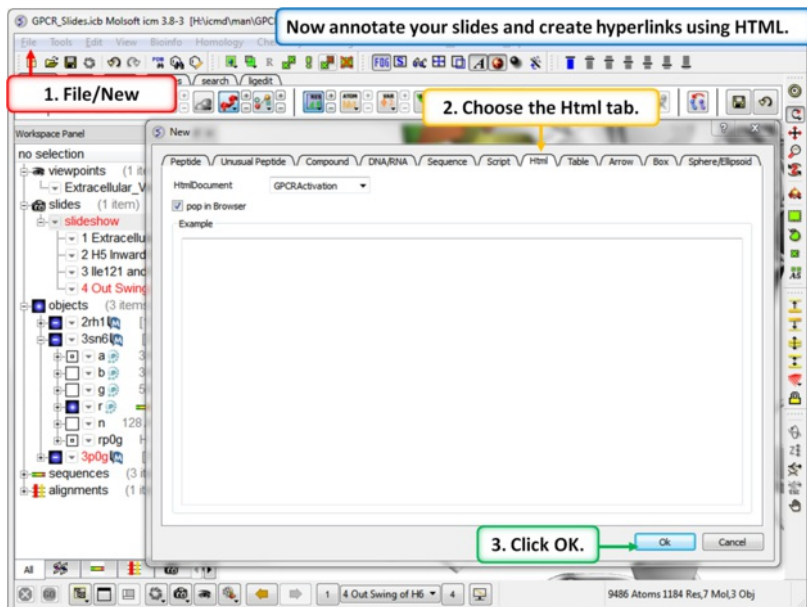 GPCR_Slides.icb Molsoft icm 3.8-3 [H:\icmd\man\GPC
Now annotate your slides and create hyperlinks using HTML.
File Tools Edit View Bioinfo Homology
FOG
1. File/New
search ligedit
2. Choose the Html tab.
Workspace Panel
New
no selection
Peptide Unusual Peptide Compound DNA/RNA Sequence Script Html Table Arrow Box Sphere/Ellipsoid
viewpoints (1 it
Extracellular_V
HtmlDocument GPCRActivation
slides (1 item)
pop in Browser
slideshow
Example
1 Extracellu
2 H5 Inward
3 Ile121 and
4 Out Swing
objects (3 items
2rh1
3sn6
a 3
b 3
g 5
r
n 128
rp0g H
3p0g
sequences (3 it
alignments (1 it
3. Click OK.
Ok Cancel
All
1 4 Out Swing of H6 4 9486 Atoms 1184 Res,7 Mol,3 Obj